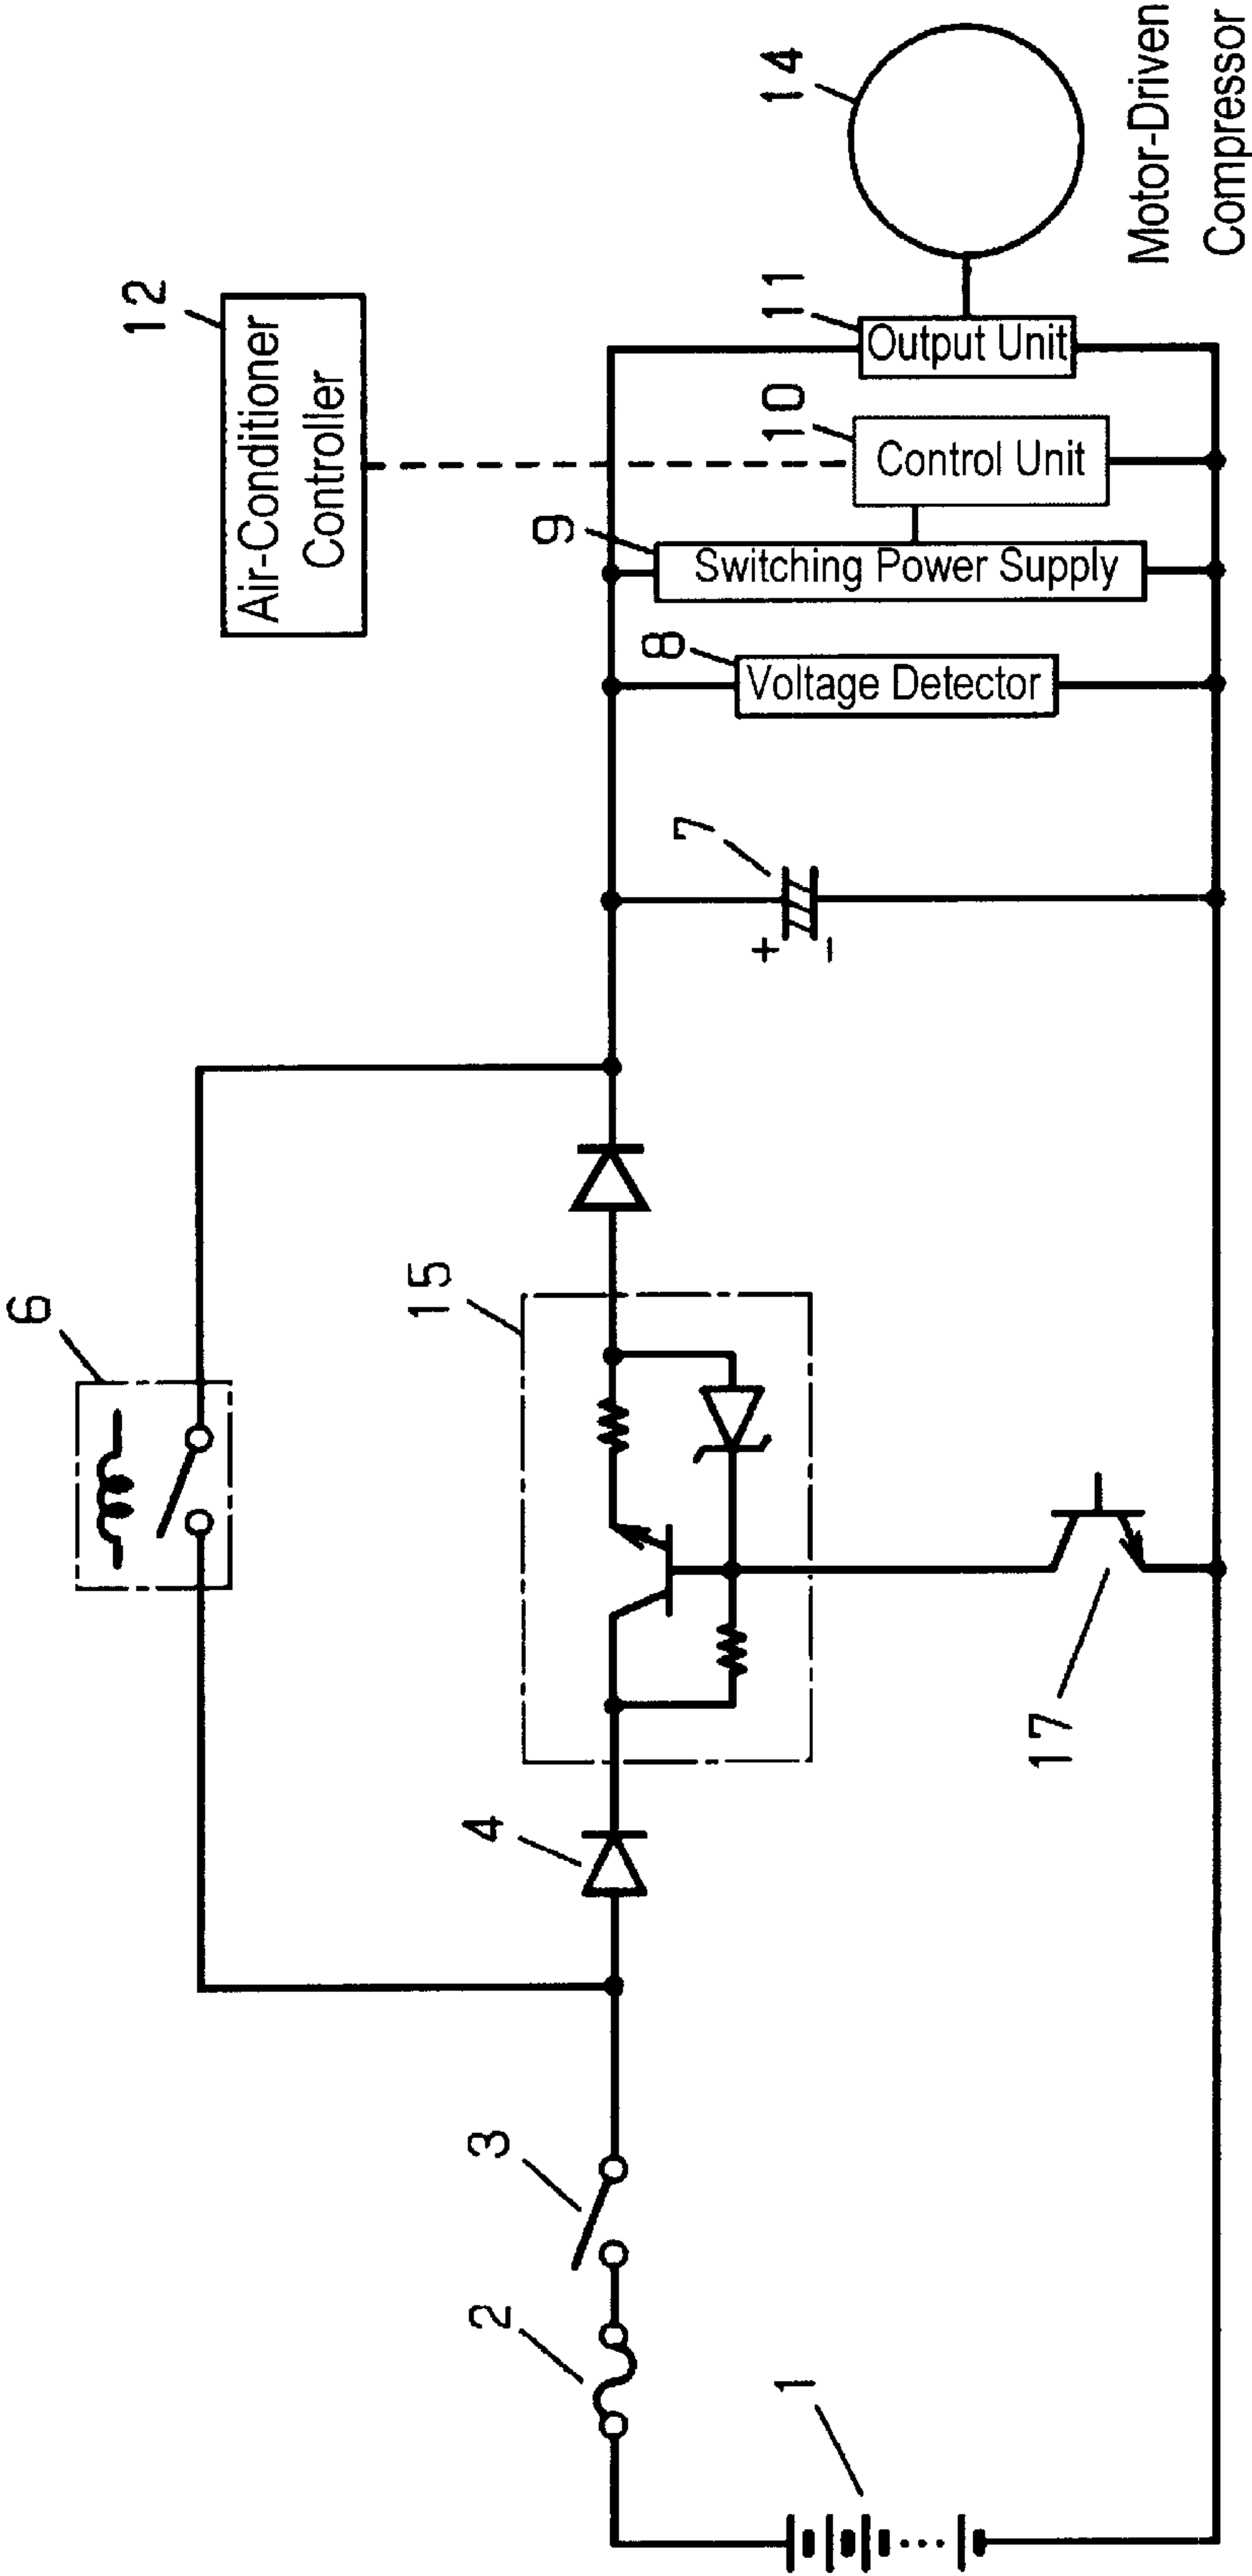 12
Air-Conditioner
Controller
6
15
4
3
2
1
17
7
+
-
8
Voltage Detector
9
Switching Power Supply
10
Control Unit
11
Output Unit
14
Motor-Driven
Compressor